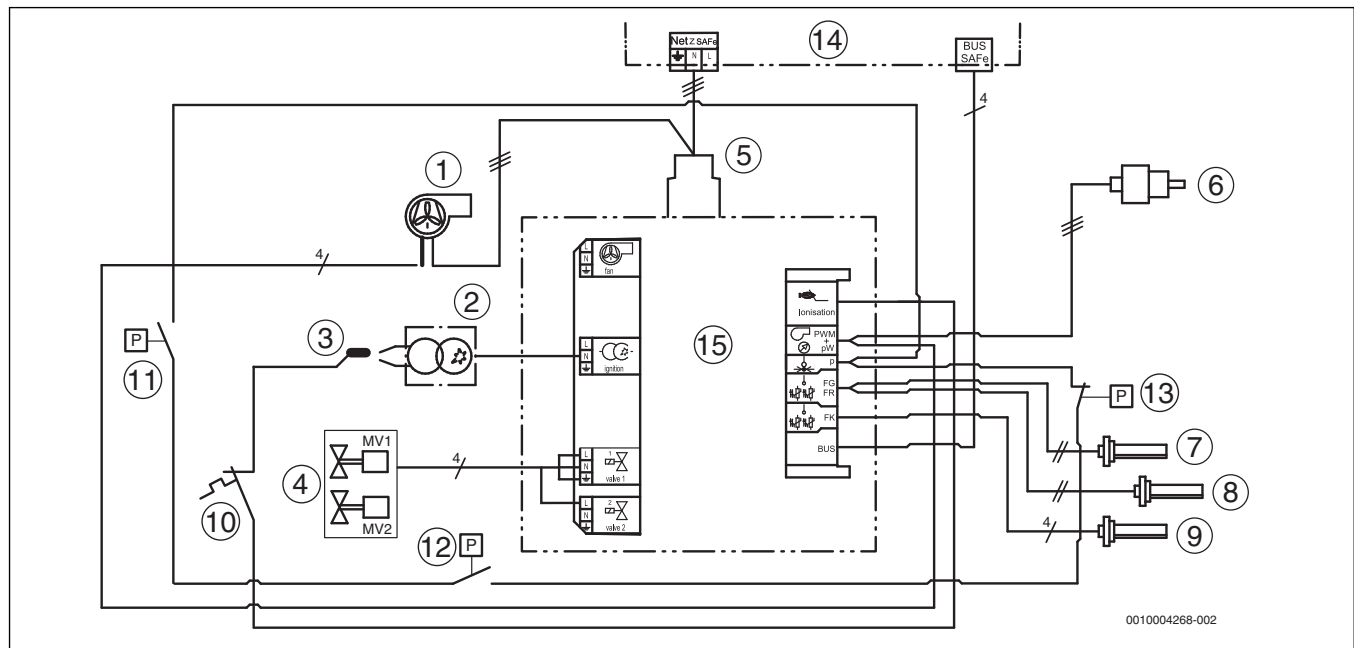 Net z SAFe
N L
14
BUS
SAFe
4
5
1
6
4
L
N
fan
2
Ionisation
3
L
N
ignition
15
PWM
+
pW
P
11
p
FG
FR
P
13
FK
7
MV1
4
4
L
N
1
valve 1
BUS
8
10
MV2
L
N
2
valve 2
12
P
4
9
0010004268-002